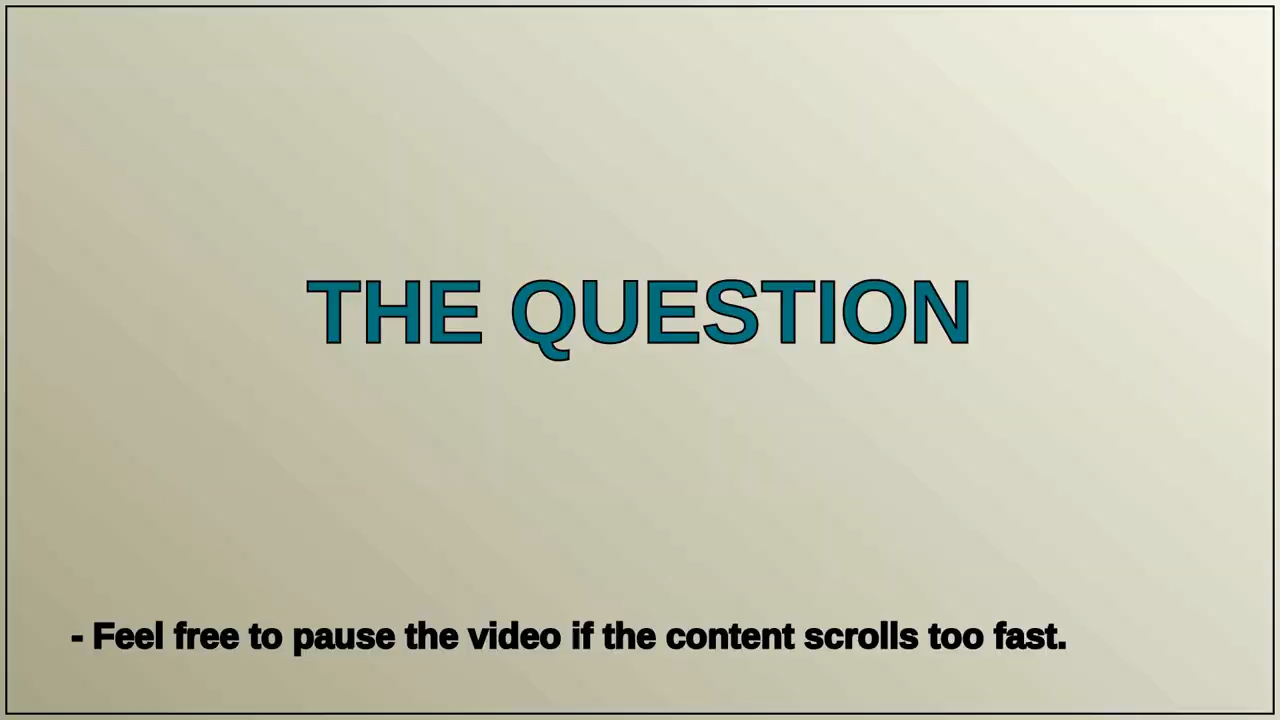 THE QUESTION
- Feel free to pause the video if the content scrolls too fast.